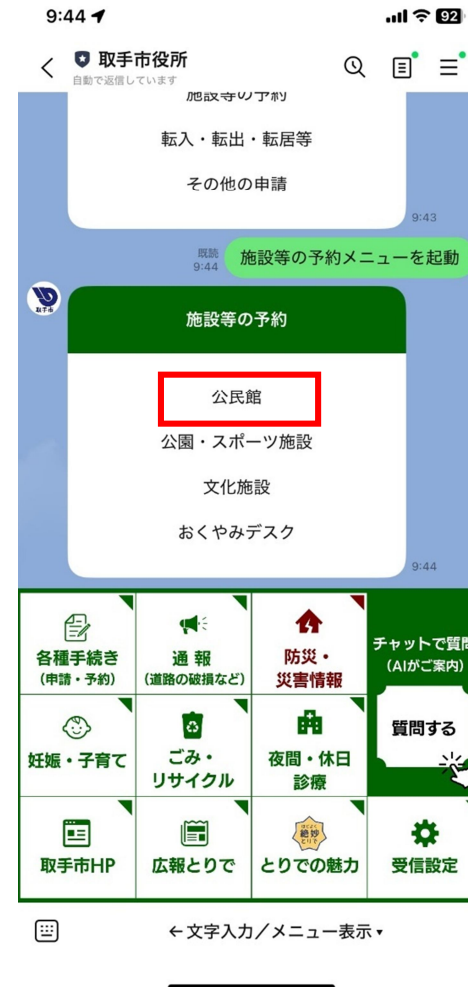 9:44
92
取手市役所
自動で返信しています
施設等の予約
転入・転出・転居等
その他の申請
9:43
既読
9:44
施設等の予約メニューを起動
取手市
施設等の予約
公民館
公園・スポーツ施設
文化施設
おくやみデスク
9:44
各種手続き
(申請・予約)
通報
(道路の破損など)
防災・
災害情報
チャットで質問
(AIがご案内)
質問する
妊娠・子育て
ごみ・
リサイクル
夜間・休日
診療
取手市HP
広報とりで
絶妙
とりで
とりでの魅力
受信設定
←文字入力／メニュー表示▼